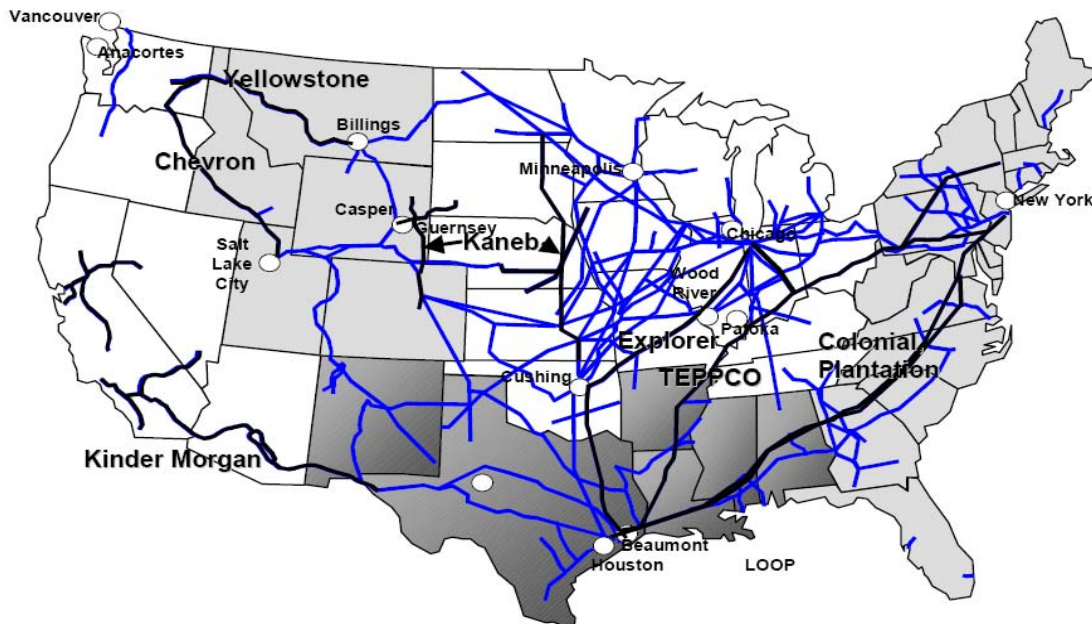 Vancouver
Anacortes
Yellowstone
Billings
Chevron
Minneapolis
Casper
Guernsey
New York
Kaneb
Chicago
Salt
Lake
City
Wood
River
Patoka
Explorer
Colonial
Plantation
TEPPCO
Cushing
Kinder Morgan
Beaumont
Houston
LOOP